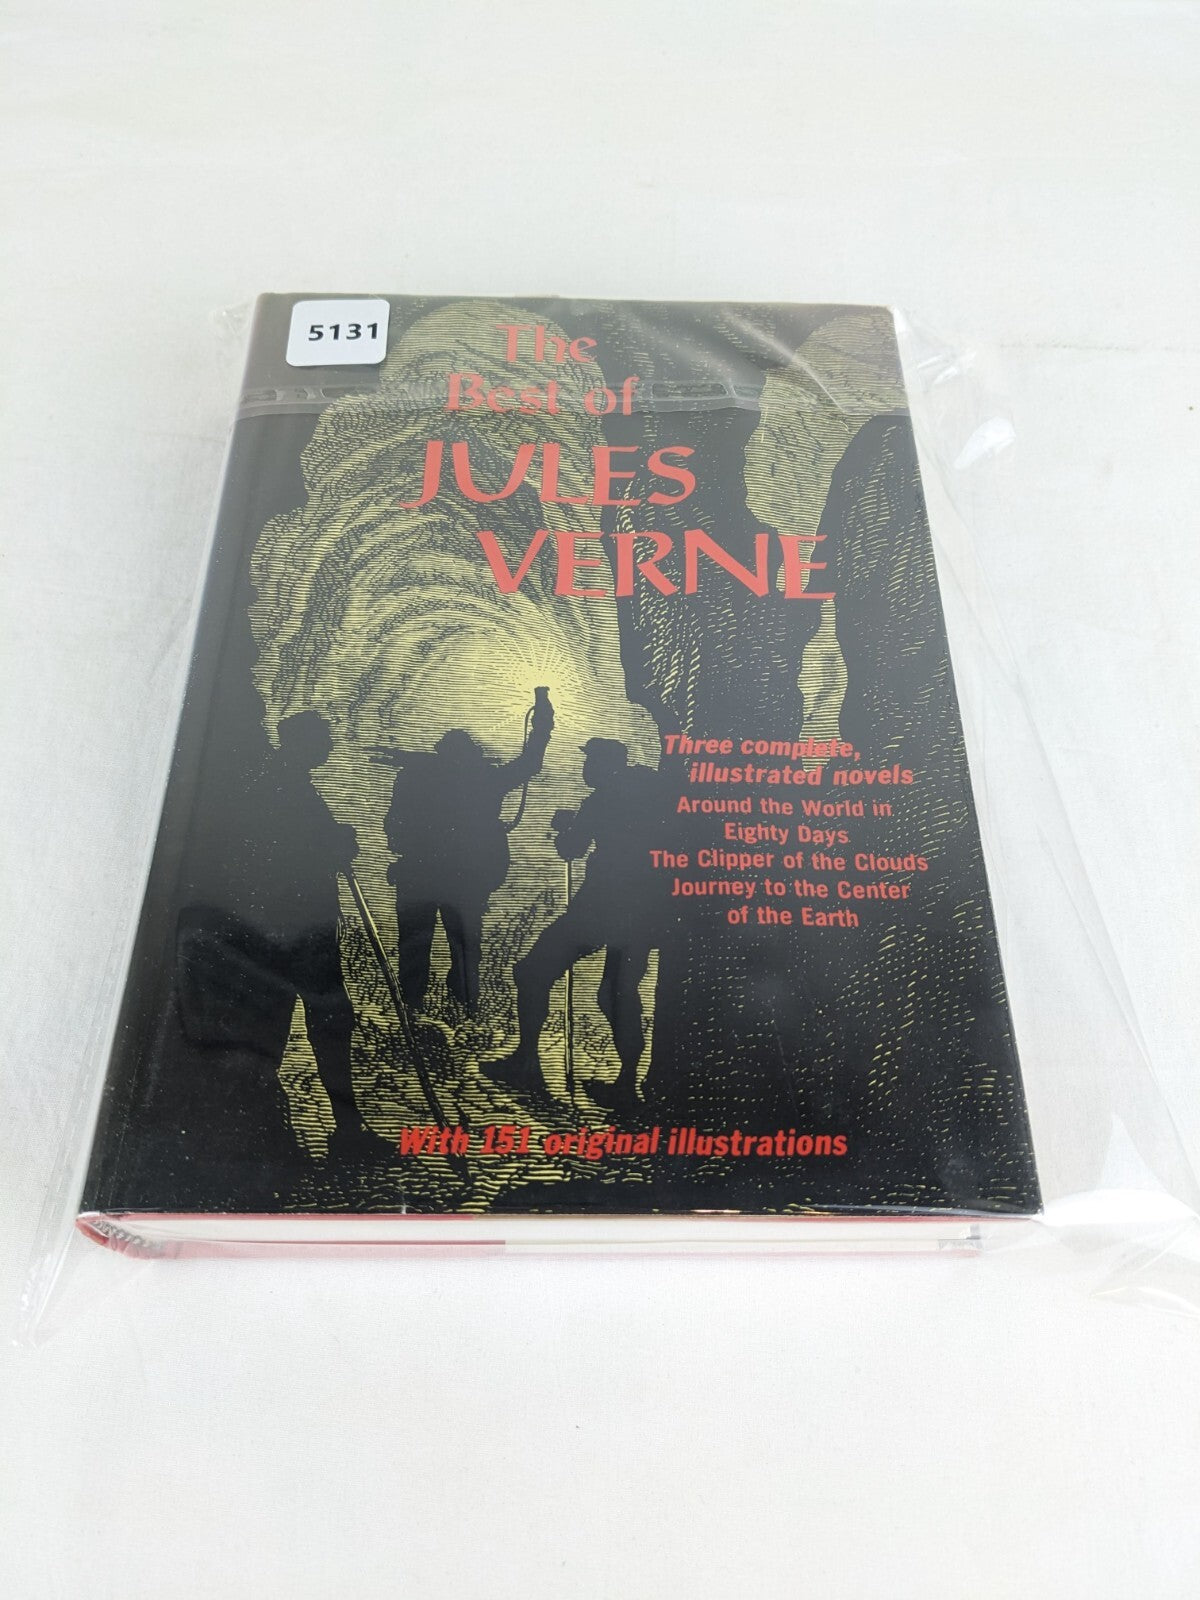 5131
The
Best of
JULES
VERNE
Three complete,
illustrated novels
Around the World in
Eighty Days
The Clipper of the Clouds
Journey to the Center
of the Earth
With 151 original illustrations